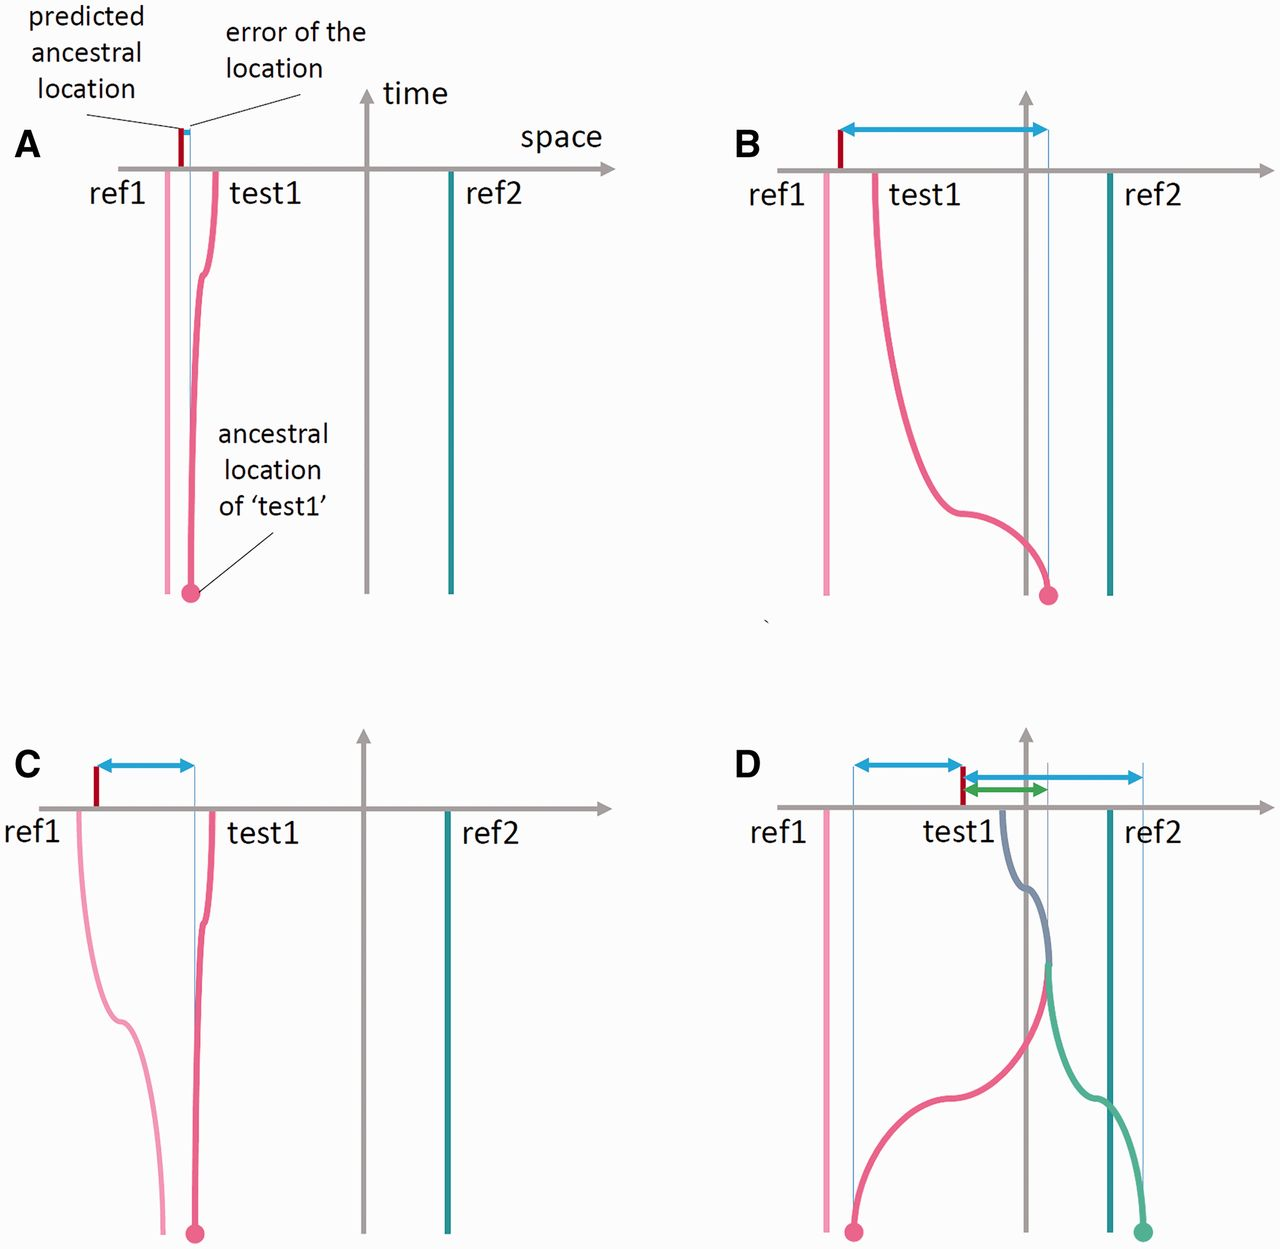 predicted
ancestral
location
error of the
location
time
A
space
ref1
test1
ref2
ancestral
location
of ‘test1’
B
ref1
test1
ref2
C
ref1
test1
ref2
D
ref1
test1
ref2